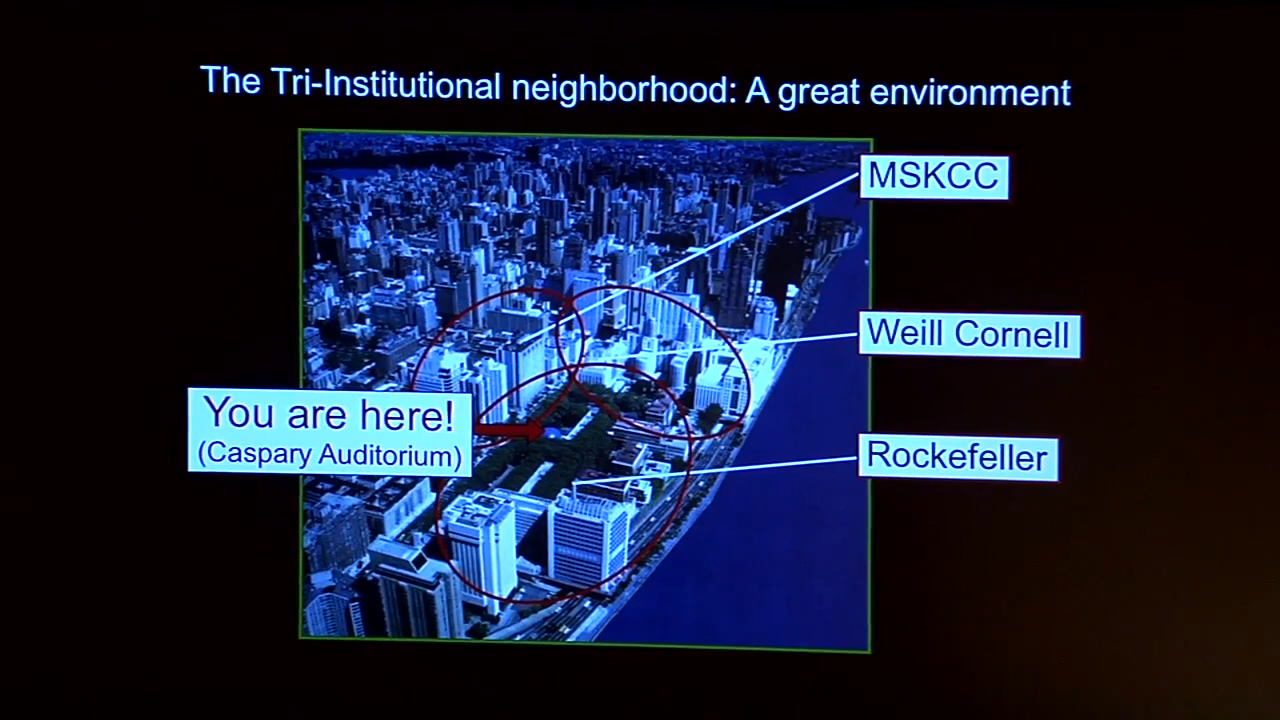 The Tri-Institutional neighborhood: A great environment
MSKCC
Weill Cornell
You are here!
(Caspary Auditorium)
Rockefeller